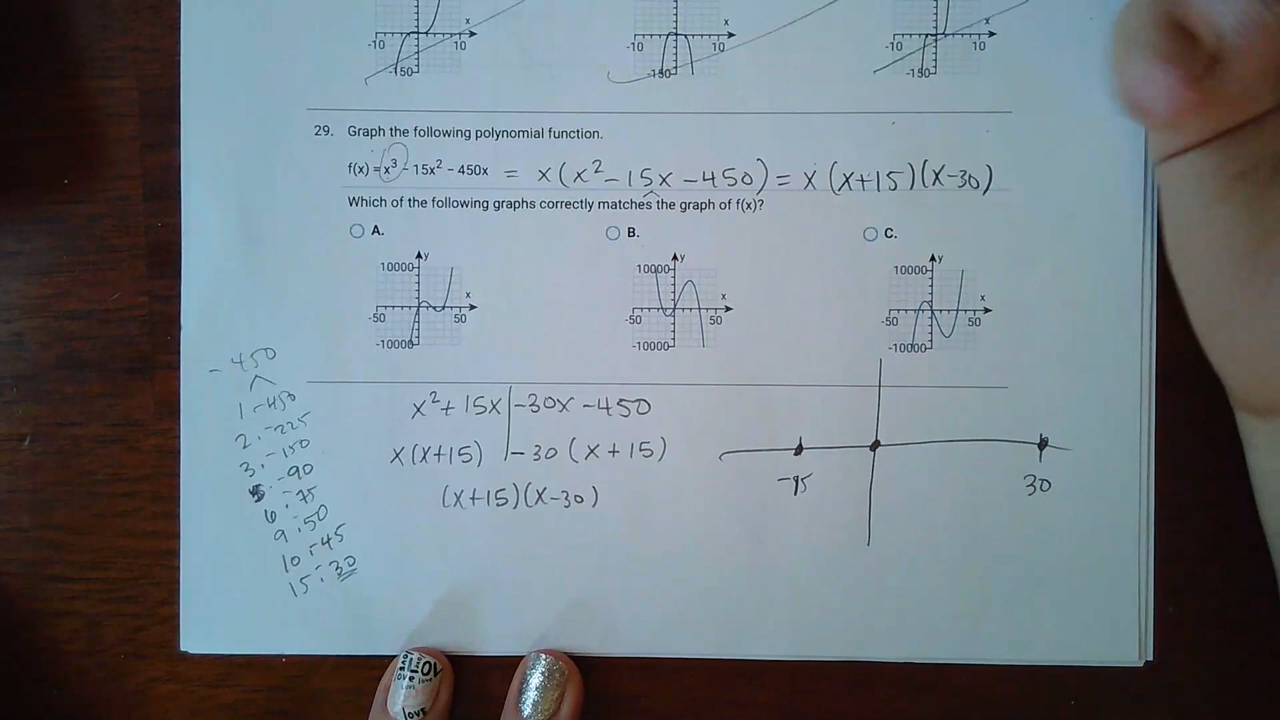 x x x
-10 10 -10 10 -10 10
-150 -150
29. Graph the following polynomial function.
f(x) = x³ - 15x² - 450x = x(x² - 15x - 450) = x(x+15)(x-30)
Which of the following graphs correctly matches the graph of f(x)?
A. B. C.
y y y
10000 10000 10000
x x x
-50 50 -50 50 -50 50
-10000 -10000 -10000
-450
1 -450
2 · -225
3 · -150
5 · -90
6 · -75
9 · -50
10 · -45
15 · -30
x² + 15x - 30x - 450
x(x+15) - 30(x+15)
(x+15)(x-30)
-15 30
LOV
love
love